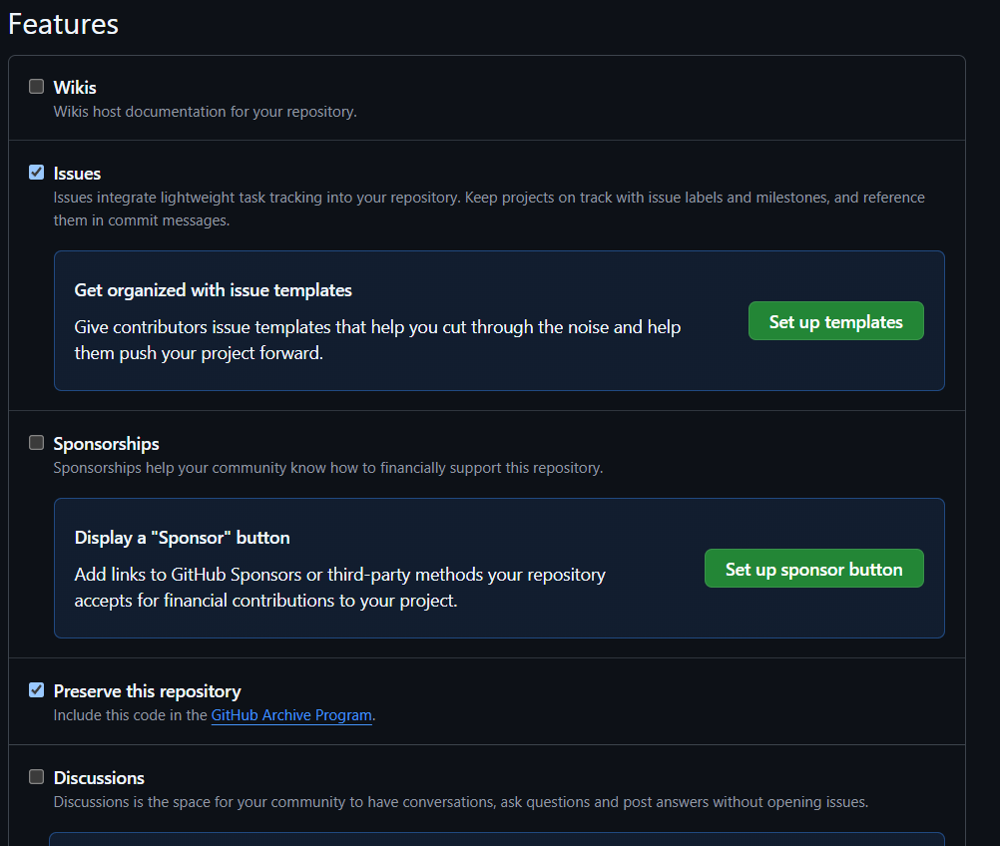 Features
Wikis
Wikis host documentation for your repository.
Issues
Issues integrate lightweight task tracking into your repository. Keep projects on track with issue labels and milestones, and reference
them in commit messages.
Get organized with issue templates
Give contributors issue templates that help you cut through the noise and help
them push your project forward.
Set up templates
Sponsorships
Sponsorships help your community know how to financially support this repository.
Display a "Sponsor" button
Add links to GitHub Sponsors or third-party methods your repository
accepts for financial contributions to your project.
Set up sponsor button
Preserve this repository
Include this code in the GitHub Archive Program.
Discussions
Discussions is the space for your community to have conversations, ask questions and post answers without opening issues.